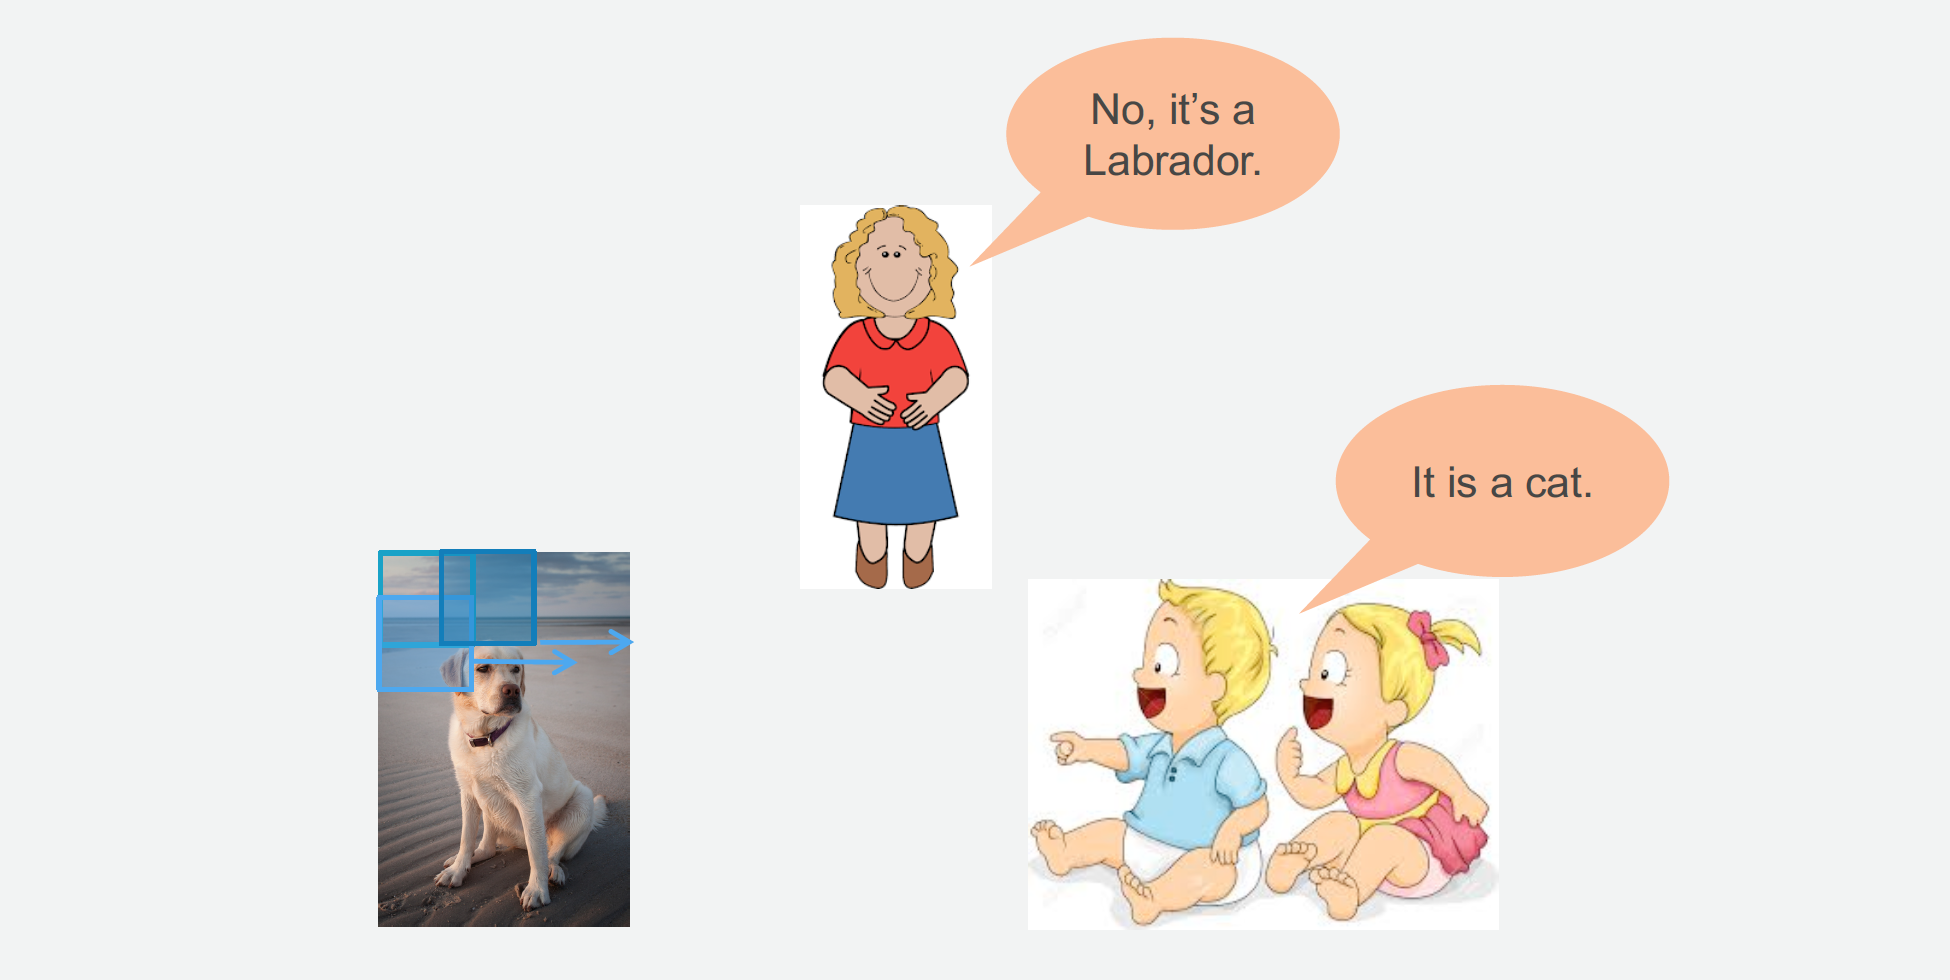 No, it’s a
Labrador.
It is a cat.